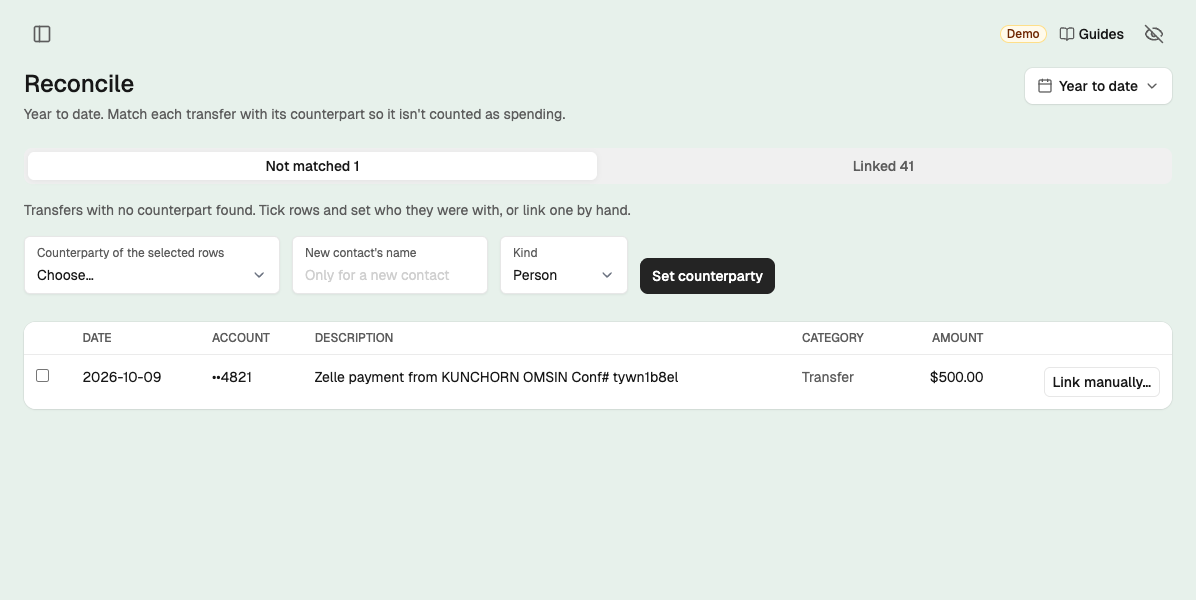 Demo
Guides
Reconcile
Year to date
Year to date. Match each transfer with its counterpart so it isn't counted as spending.
Not matched 1
Linked 41
Transfers with no counterpart found. Tick rows and set who they were with, or link one by hand.
Counterparty of the selected rows
Choose…
New contact's name
Only for a new contact
Kind
Person
Set counterparty
DATE ACCOUNT DESCRIPTION CATEGORY AMOUNT
2026-10-09 ••4821 Zelle payment from KUNCHORN OMSIN Conf# tywn1b8el Transfer $500.00 Link manually…